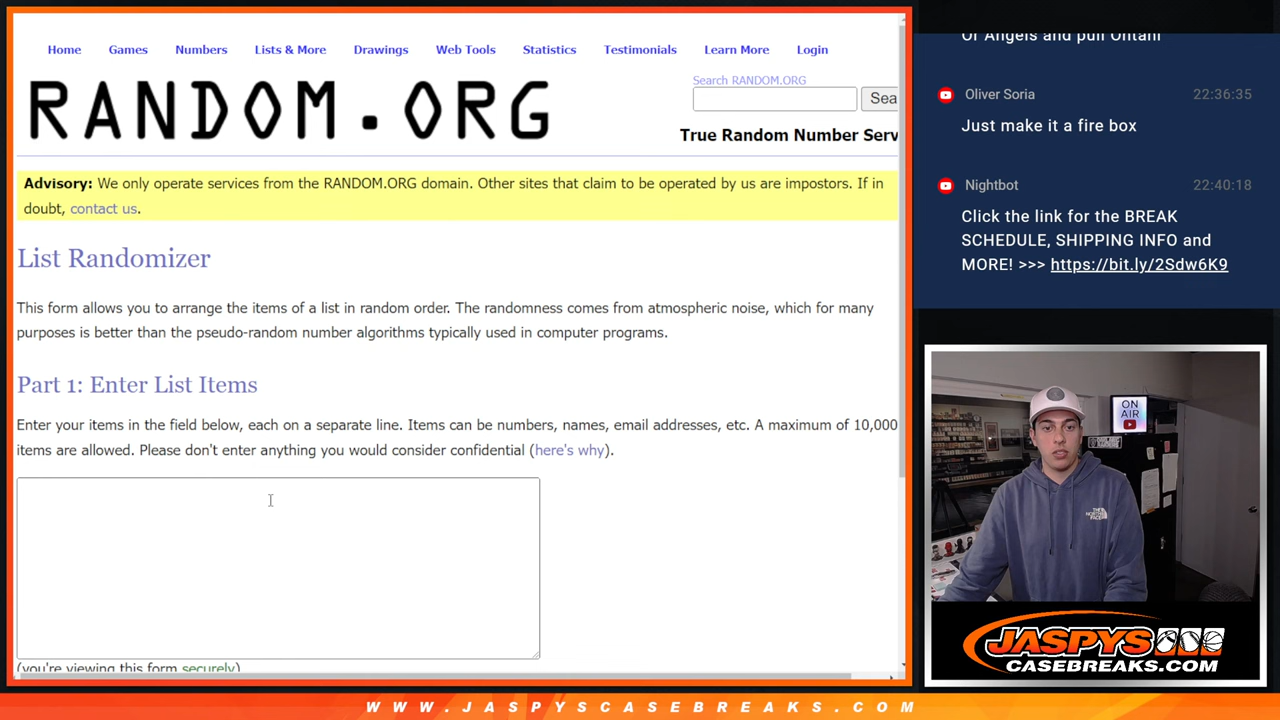 Home Games Numbers Lists & More Drawings Web Tools Statistics Testimonials Learn More Login
RANDOM.ORG
Search RANDOM.ORG
Sea
True Random Number Serv
Advisory: We only operate services from the RANDOM.ORG domain. Other sites that claim to be operated by us are impostors. If in
doubt, contact us.
List Randomizer
This form allows you to arrange the items of a list in random order. The randomness comes from atmospheric noise, which for many
purposes is better than the pseudo-random number algorithms typically used in computer programs.
Part 1: Enter List Items
Enter your items in the field below, each on a separate line. Items can be numbers, names, email addresses, etc. A maximum of 10,000
items are allowed. Please don't enter anything you would consider confidential (here's why).
(you're viewing this form securely)
Or Angels and pull Ohtani
Oliver Soria 22:36:35
Just make it a fire box
Nightbot 22:40:18
Click the link for the BREAK
SCHEDULE, SHIPPING INFO and
MORE! >>> https://bit.ly/2Sdw6K9
ON
AIR
THE
NORTH
FACE
JASPYS
CASEBREAKS.COM
WWW.JASPYSCASEBREAKS.COM